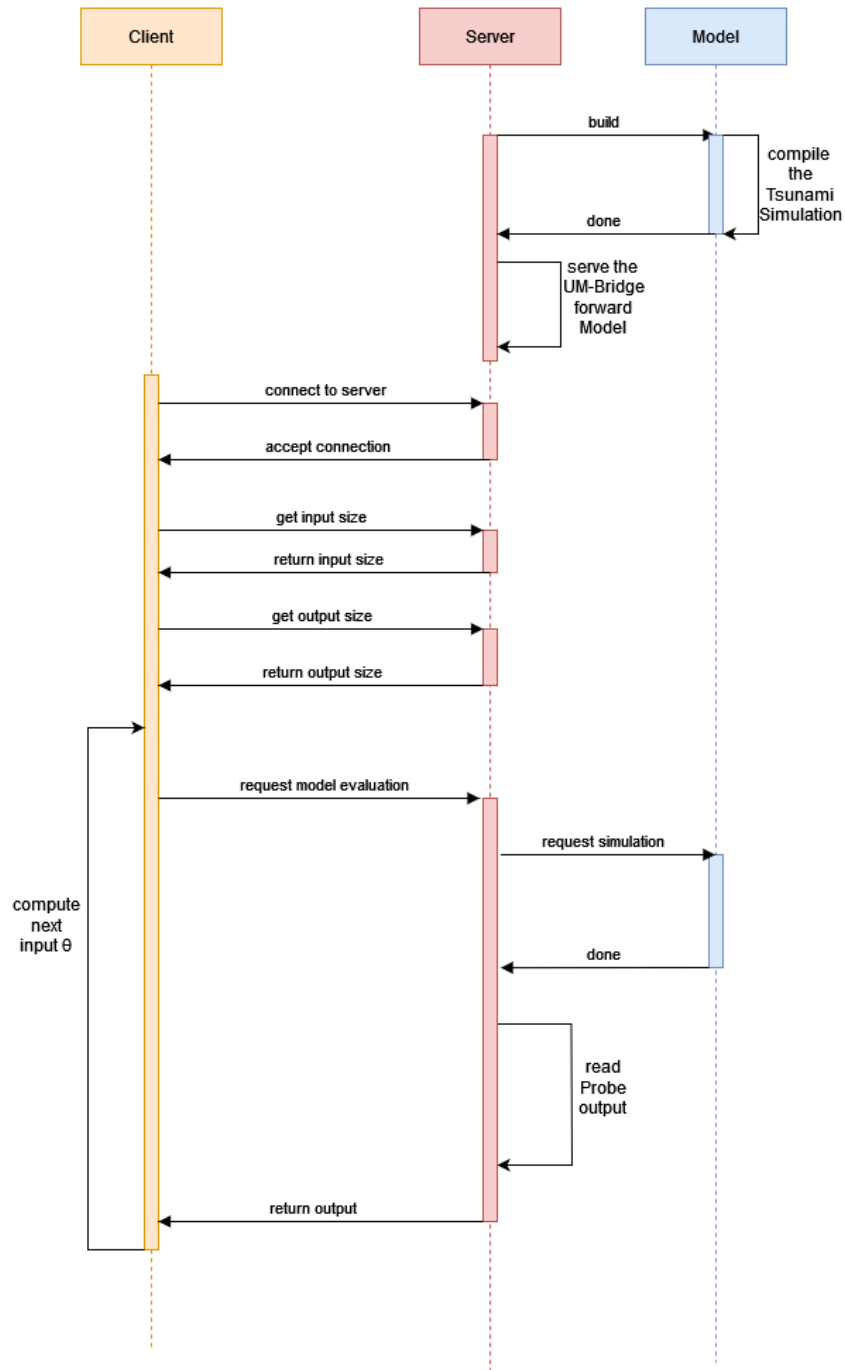 Client
Server
Model
build
compile
the
Tsunami
Simulation
done
serve the
UM-Bridge
forward
Model
connect to server
accept connection
get input size
return input size
get output size
return output size
request model evaluation
request simulation
compute
next
input θ
done
read
Probe
output
return output